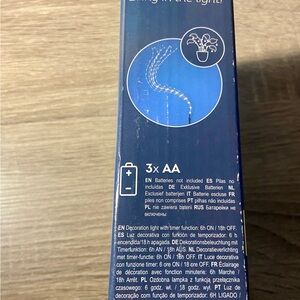 Bring in the light!
3x AA
EN Batteries not included ES Pilas no
incluidas DE Exklusive Batterien NL
Exclusief batterijen IT Batterie escluse FR
piles non comprises PT pilhas não incluídas
PL nie zawiera baterii RUS Батарейки не
включены
EN Decoration light with timer function: 6h ON / 18h OFF.
ES Luz decorativa con función de temporizador: 6 h
encendida/18 h apagada. DE Dekorationsbeleuchtung mit
Timerfunktion: 6h AN / 18h AUS. NL Decoratieverlichting
met timer-functie: 6h ON / 18h OFF. IT Luce decorativa
con funzione timer: 6 ore ON / 18 ore OFF. FR Éclairage
de décoration avec fonction minuterie: 6h Marche /
18h Arrêt. PL Ozdobna lampka z funkcją przełącznika
czasowego: 6 godz. wł. / 18 godz. wył. PT Luz de
decoração com função de temporizador: 6H LIGADO /